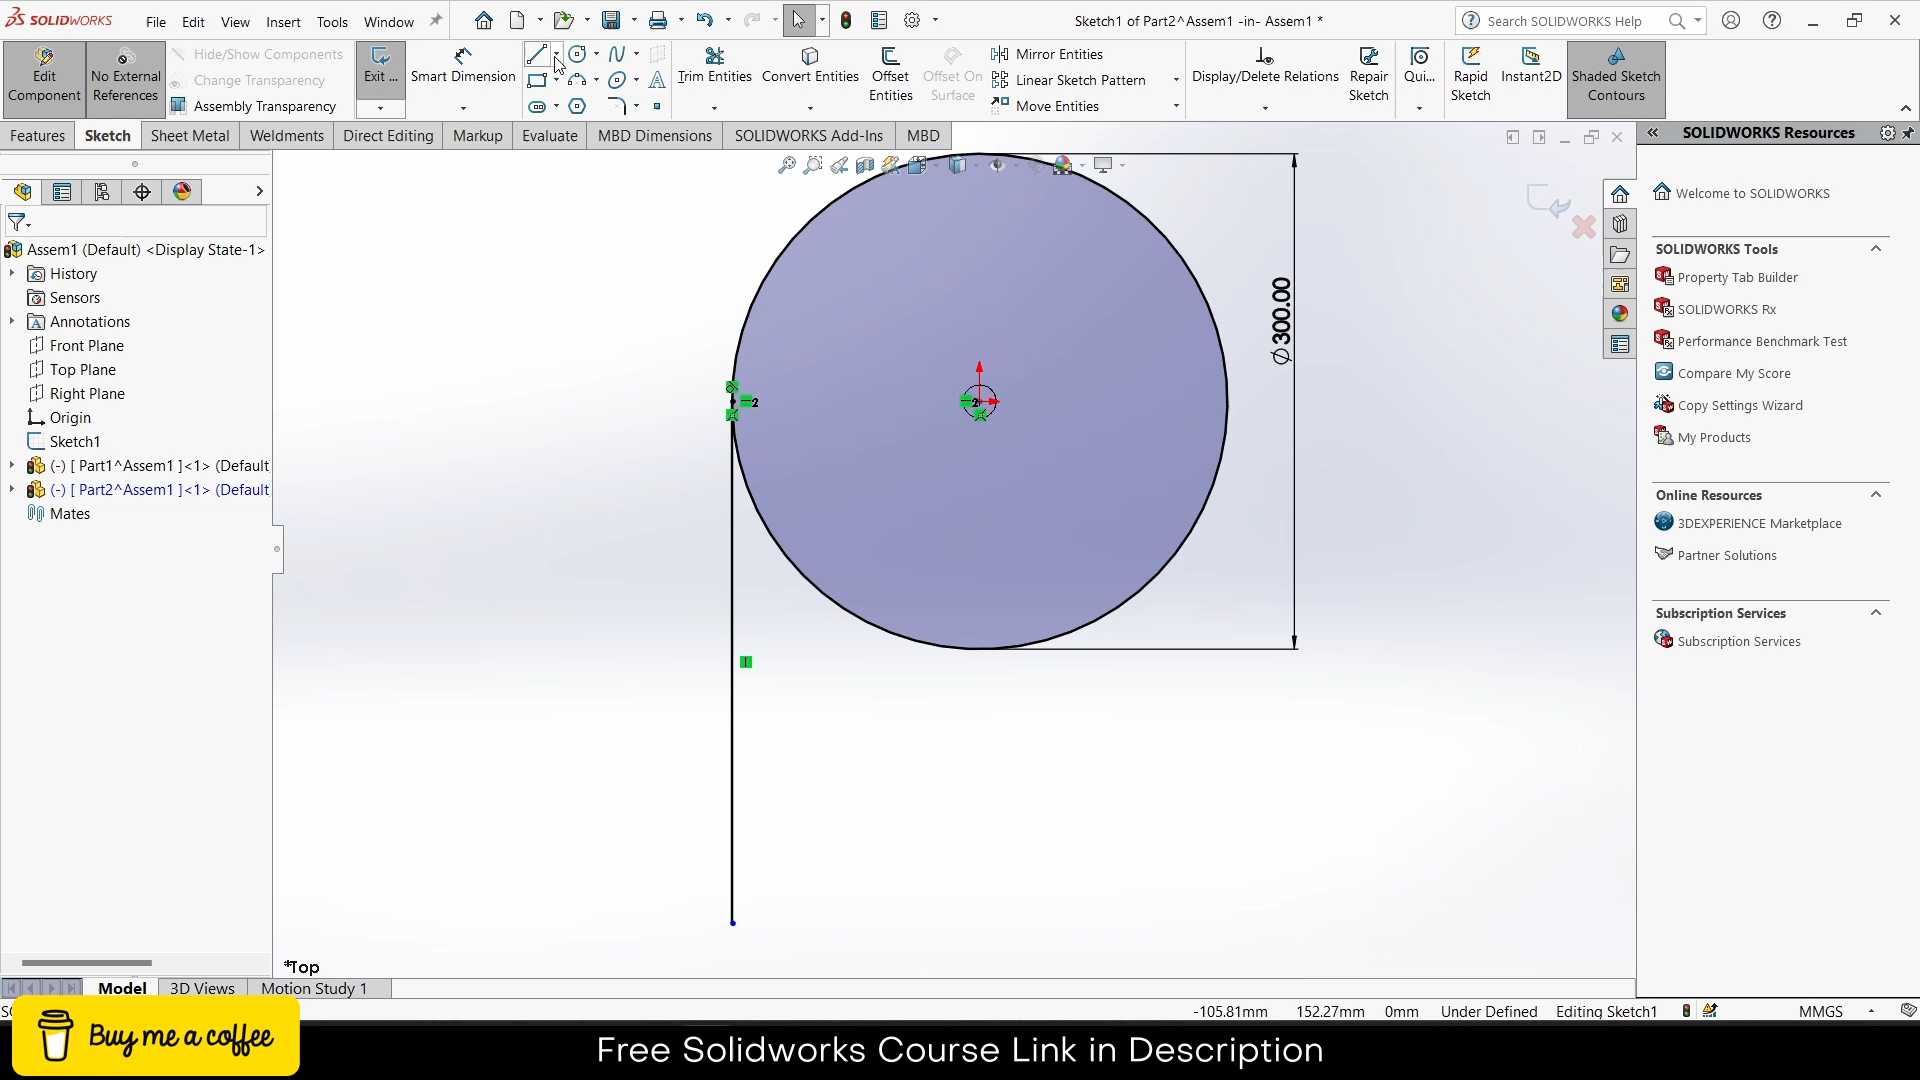 SOLIDWORKS File Edit View Insert Tools Window Sketch1 of Part2^Assem1 -in- Assem1 * Search SOLIDWORKS Help
Edit Component No External References Hide/Show Components Change Transparency Assembly Transparency Exit ... Smart Dimension Trim Entities Convert Entities Offset Entities Offset On Surface Mirror Entities Linear Sketch Pattern Move Entities Display/Delete Relations Repair Sketch Qui... Rapid Sketch Instant2D Shaded Sketch Contours
Features Sketch Sheet Metal Weldments Direct Editing Markup Evaluate MBD Dimensions SOLIDWORKS Add-Ins MBD
SOLIDWORKS Resources
Assem1 (Default) <Display State-1>
History
Sensors
Annotations
Front Plane
Top Plane
Right Plane
Origin
Sketch1
(-) [ Part1^Assem1 ]<1> (Default
(-) [ Part2^Assem1 ]<1> (Default
Mates
∅300.00
2
2
*Top
Welcome to SOLIDWORKS
SOLIDWORKS Tools
Property Tab Builder
SOLIDWORKS Rx
Performance Benchmark Test
Compare My Score
Copy Settings Wizard
My Products
Online Resources
3DEXPERIENCE Marketplace
Partner Solutions
Subscription Services
Subscription Services
Model 3D Views Motion Study 1
-105.81mm 152.27mm 0mm Under Defined Editing Sketch1 MMGS
Buy me a coffee
Free Solidworks Course Link in Description